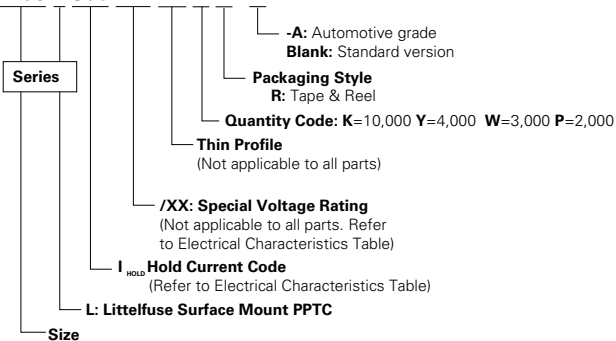 -A: Automotive grade
Blank: Standard version
Series
Packaging Style
R: Tape & Reel
Quantity Code: K=10,000 Y=4,000 W=3,000 P=2,000
Thin Profile
(Not applicable to all parts)
/XX: Special Voltage Rating
(Not applicable to all parts. Refer
to Electrical Characteristics Table)
I HOLD Hold Current Code
(Refer to Electrical Characteristics Table)
L: Littelfuse Surface Mount PPTC
Size